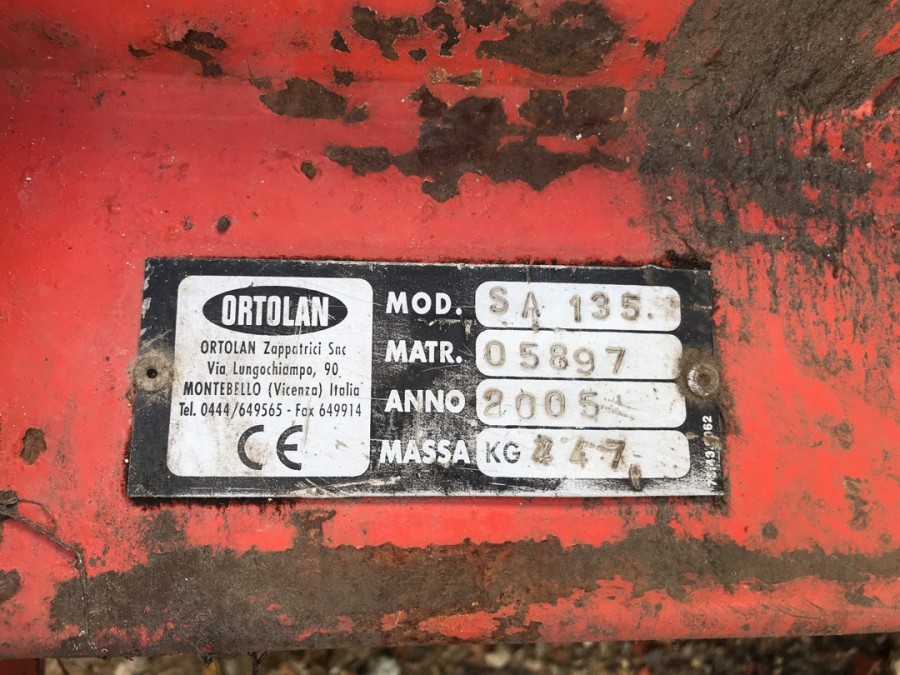 ORTOLAN
ORTOLAN Zappatrici Snc
Via Lungochiampo, 90
MONTEBELLO (Vicenza) Italia
Tel. 0444/649565 - Fax 649914
CE
MOD. SA 135.
MATR. 05897
ANNO 2005
MASSA KG 447